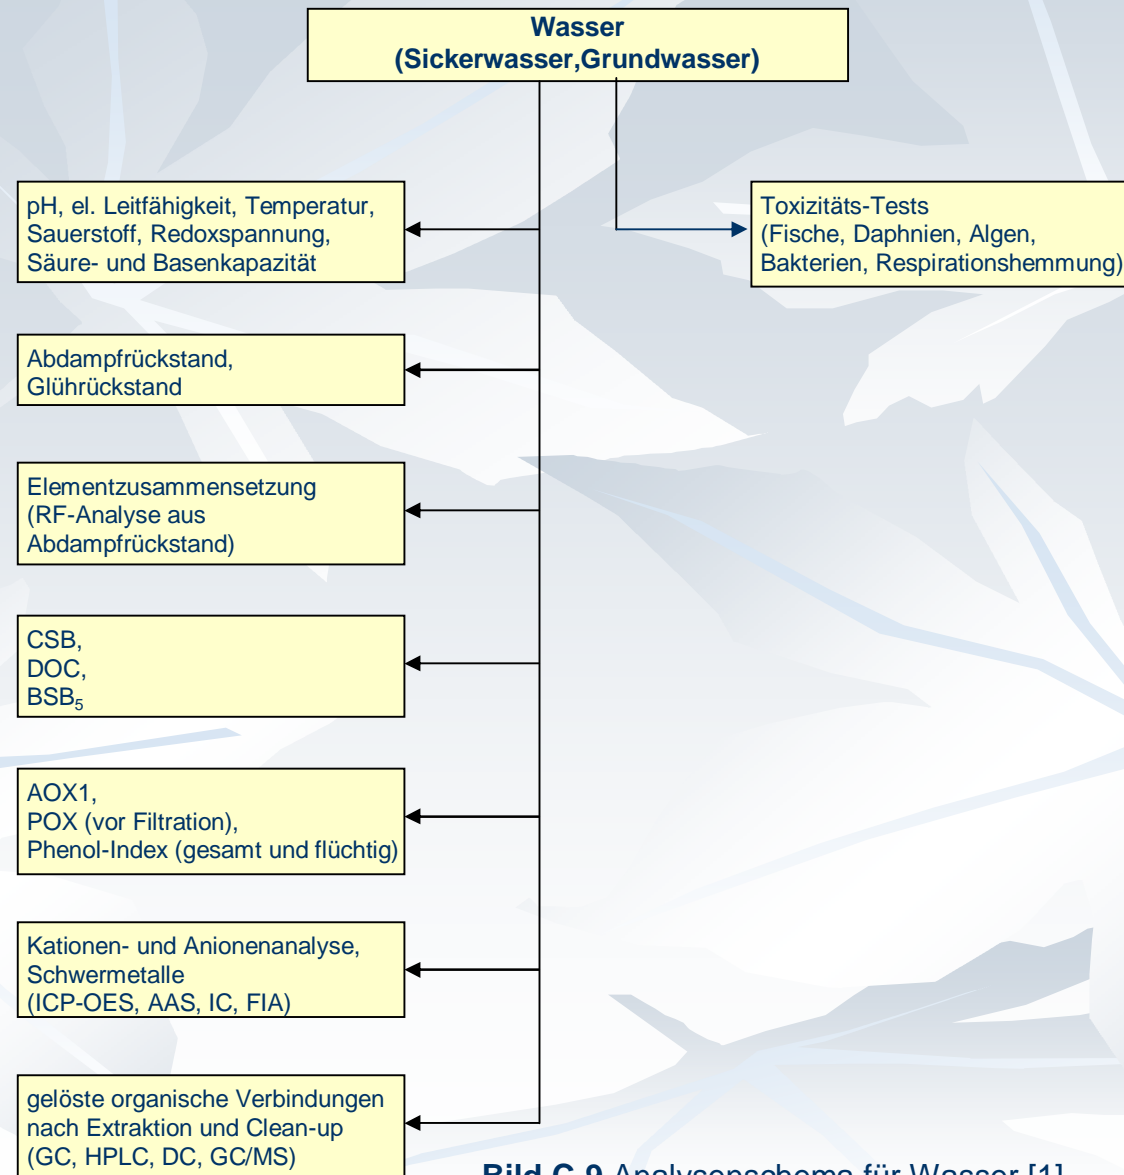 Wasser
(Sickerwasser,Grundwasser)
pH, el. Leitfähigkeit, Temperatur,
Sauerstoff, Redoxspannung,
Säure- und Basenkapazität
Toxizitäts-Tests
(Fische, Daphnien, Algen,
Bakterien, Respirationshemmung)
Abdampfrückstand,
Glührückstand
Elementzusammensetzung
(RF-Analyse aus
Abdampfrückstand)
CSB,
DOC,
BSB₅
AOX1,
POX (vor Filtration),
Phenol-Index (gesamt und flüchtig)
Kationen- und Anionenanalyse,
Schwermetalle
(ICP-OES, AAS, IC, FIA)
gelöste organische Verbindungen
nach Extraktion und Clean-up
(GC, HPLC, DC, GC/MS)
Bild C-9 Analysenschema für Wasser [1]